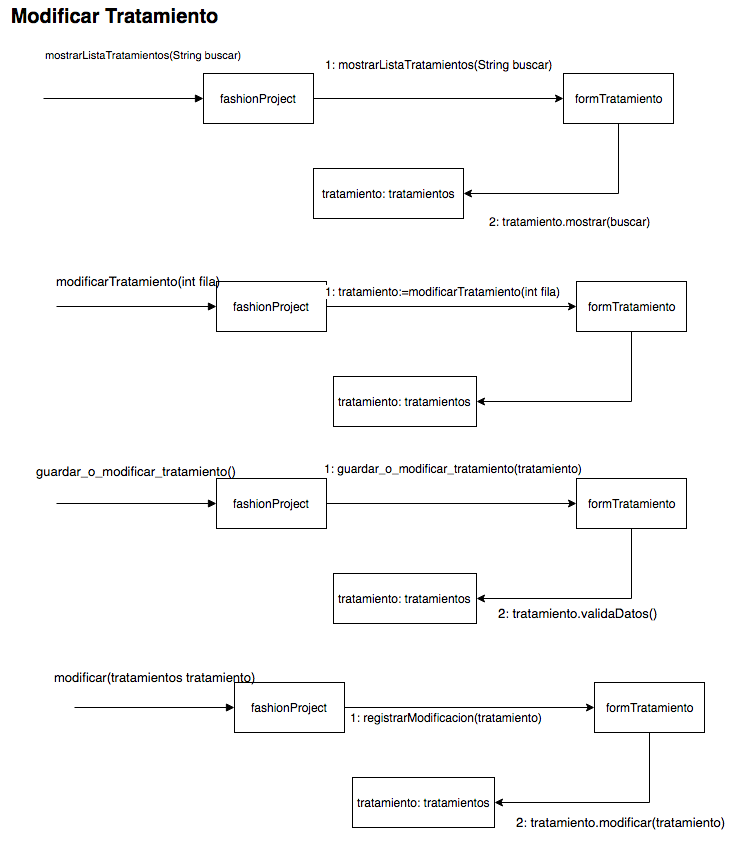 Modificar Tratamiento
mostrarListaTratamientos(String buscar)
1: mostrarListaTratamientos(String buscar)
fashionProject
formTratamiento
tratamiento: tratamientos
2: tratamiento.mostrar(buscar)
modificarTratamiento(int fila)
1: tratamiento:=modificarTratamiento(int fila)
fashionProject
formTratamiento
tratamiento: tratamientos
guardar_o_modificar_tratamiento()
1: guardar_o_modificar_tratamiento(tratamiento)
fashionProject
formTratamiento
tratamiento: tratamientos
2: tratamiento.validaDatos()
modificar(tratamientos tratamiento)
fashionProject
formTratamiento
1: registrarModificacion(tratamiento)
tratamiento: tratamientos
2: tratamiento.modificar(tratamiento)